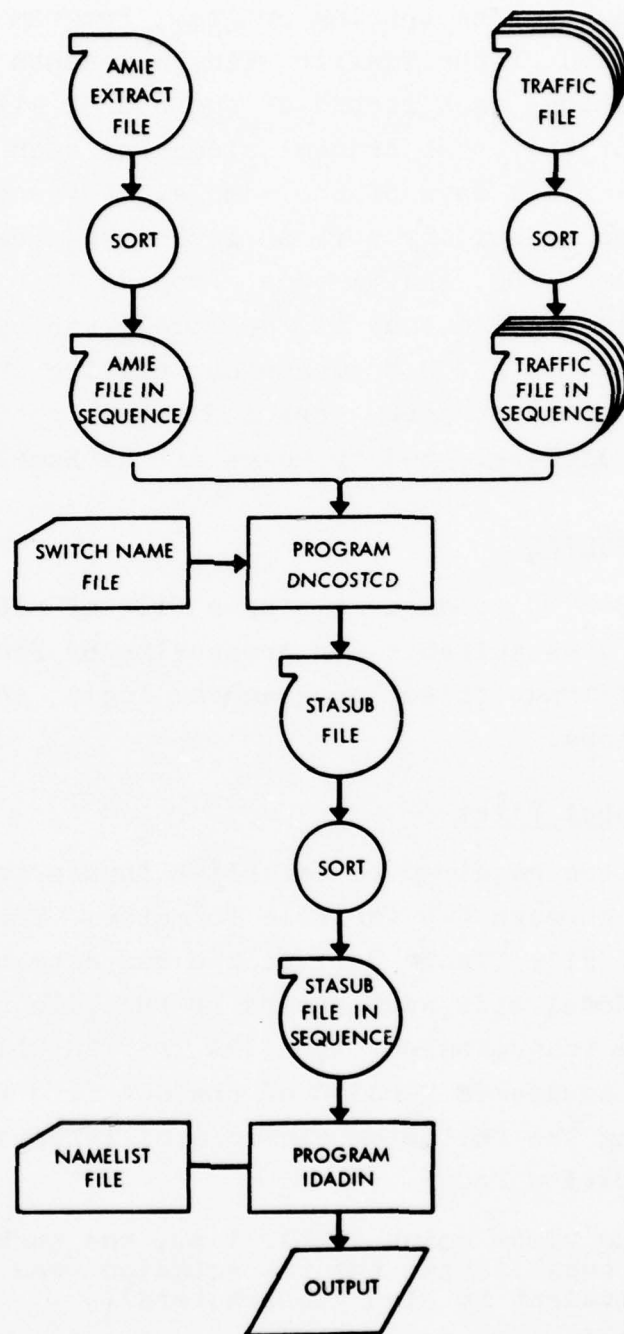 AMIE
EXTRACT
FILE
TRAFFIC
FILE
SORT
SORT
AMIE
FILE IN
SEQUENCE
TRAFFIC
FILE IN
SEQUENCE
SWITCH NAME
FILE
PROGRAM
DNCOSTCD
STASUB
FILE
SORT
STASUB
FILE IN
SEQUENCE
NAMELIST
FILE
PROGRAM
IDADIN
OUTPUT